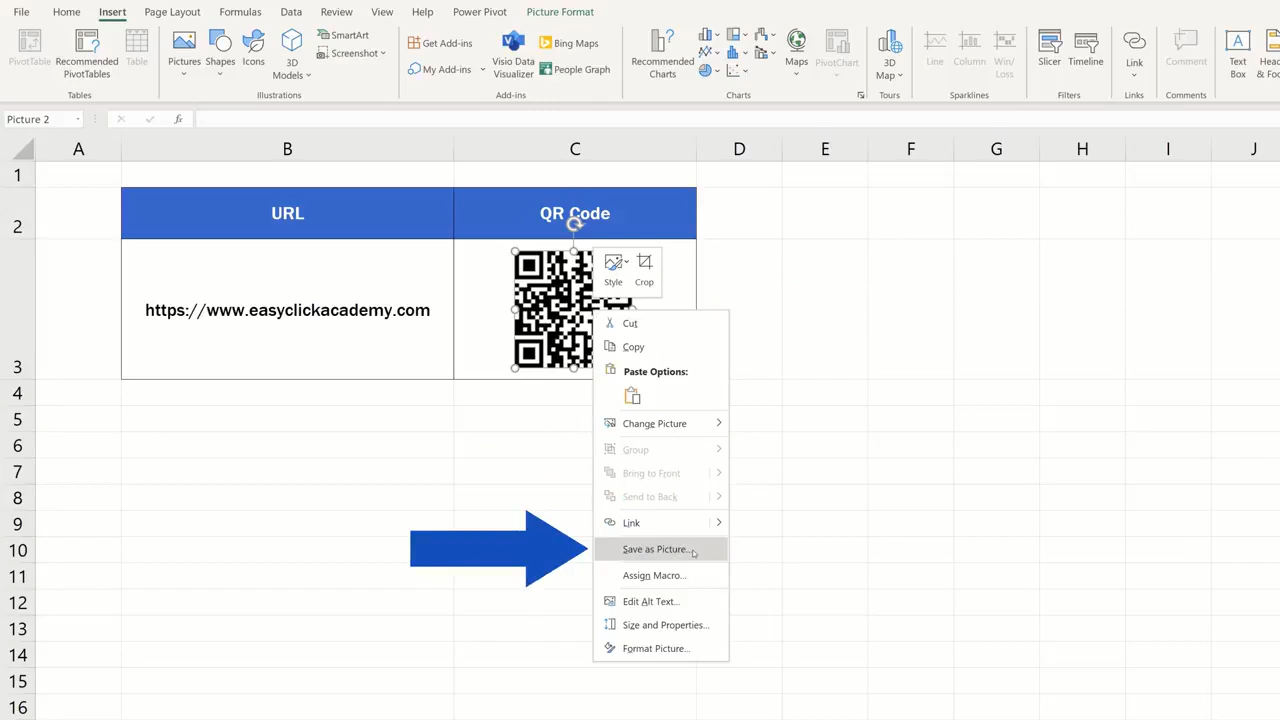 File Home Insert Page Layout Formulas Data Review View Help Power Pivot Picture Format
PivotTable
Recommended
PivotTables
Table
Pictures
Shapes
Icons
3D
Models
SmartArt
Screenshot
Get Add-ins
My Add-ins
Visio Data
Visualizer
Bing Maps
People Graph
Recommended
Charts
Maps
PivotChart
3D
Map
Line
Column
Win/
Loss
Slicer
Timeline
Link
Comment
Text
Box
Head
& Foo
Tables Illustrations Add-ins Charts Tours Sparklines Filters Links Comments
Picture 2 fx
A B C D E F G H I J
1
2 URL QR Code
3 https://www.easyclickacademy.com
Style Crop
Cut
Copy
Paste Options:
Change Picture
Group
Bring to Front
Send to Back
Link
Save as Picture...
Assign Macro...
Edit Alt Text...
Size and Properties...
Format Picture...
4
5
6
7
8
9
10
11
12
13
14
15
16